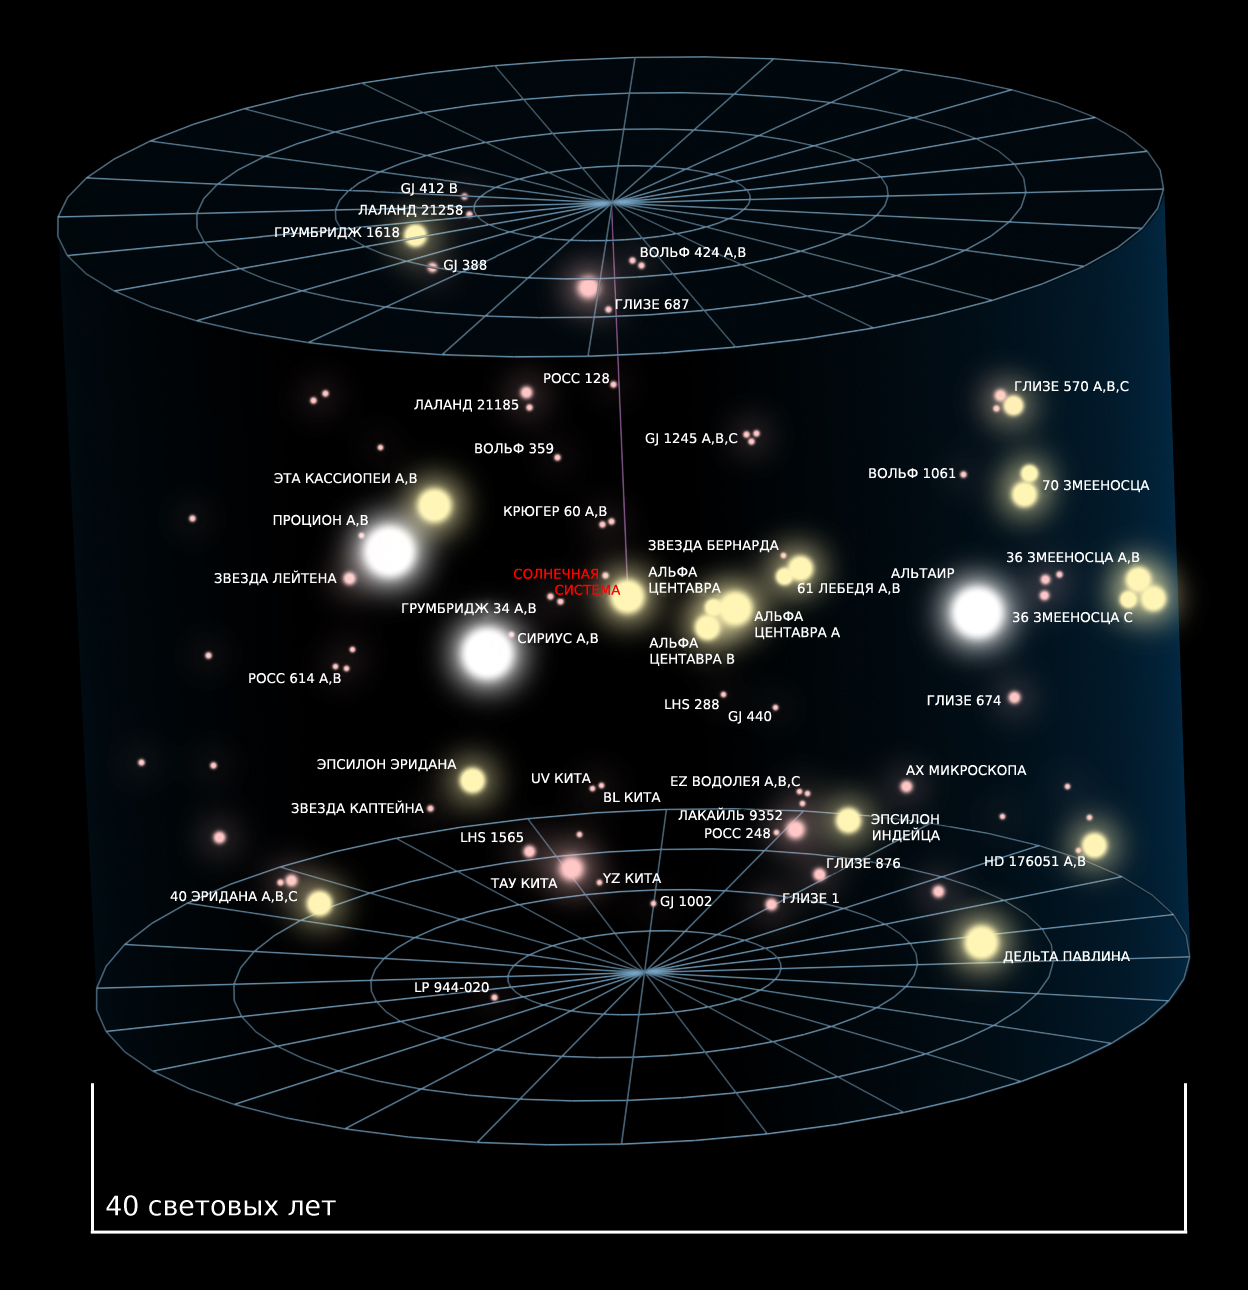 GJ 412 B
ЛАЛАНД 21258
ГРУМБРИДЖ 1618
GJ 388
ВОЛЬФ 424 А,В
ГЛИЗЕ 687
РОСС 128
ЛАЛАНД 21185
ГЛИЗЕ 570 А,В,С
GJ 1245 А,В,С
ВОЛЬФ 359
ВОЛЬФ 1061
ЭТА КАССИОПЕИ А,В
70 ЗМЕЕНОСЦА
КРЮГЕР 60 А,В
ПРОЦИОН А,В
ЗВЕЗДА БЕРНАРДА
36 ЗМЕЕНОСЦА А,В
ЗВЕЗДА ЛЕЙТЕНА
СОЛНЕЧНАЯ
СИСТЕМА
АЛЬФА
ЦЕНТАВРА
61 ЛЕБЕДЯ А,В
АЛЬТАИР
ГРУМБРИДЖ 34 А,В
АЛЬФА
ЦЕНТАВРА А
36 ЗМЕЕНОСЦА С
СИРИУС А,В
АЛЬФА
ЦЕНТАВРА В
РОСС 614 А,В
LHS 288
GJ 440
ГЛИЗЕ 674
ЭПСИЛОН ЭРИДАНА
UV КИТА
BL КИТА
EZ ВОДОЛЕЯ А,В,С
АХ МИКРОСКОПА
ЗВЕЗДА КАПТЕЙНА
ЛАКАЙЛЬ 9352
РОСС 248
ЭПСИЛОН
ИНДЕЙЦА
LHS 1565
ГЛИЗЕ 876
HD 176051 А,В
ТАУ КИТА
YZ КИТА
40 ЭРИДАНА А,В,С
GJ 1002
ГЛИЗЕ 1
ДЕЛЬТА ПАВЛИНА
LP 944-020
40 световых лет